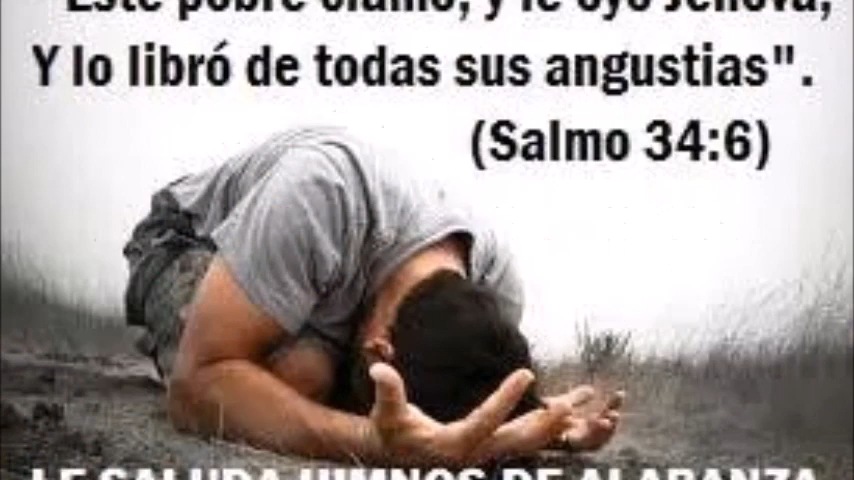 "Este pobre clamó, y le oyó Jehová,
Y lo libró de todas sus angustias".
(Salmo 34:6)
LE SALUDA HIMNOS DE ALABANZA